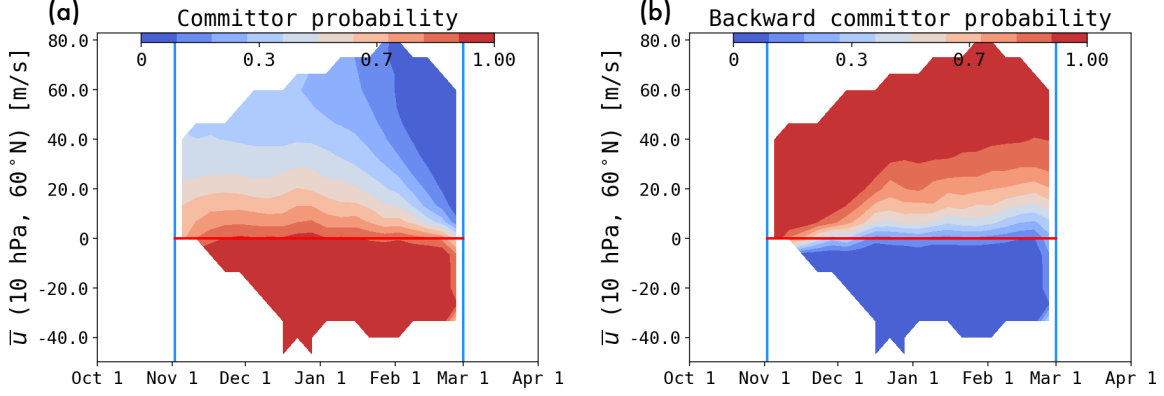 (a) Committor probability
0 0.3 0.7 1.00
80.0
60.0
40.0
20.0
0
-20.0
-40.0
u̅ (10 hPa, 60°N) [m/s]
Oct 1 Nov 1 Dec 1 Jan 1 Feb 1 Mar 1 Apr 1
(b) Backward committor probability
0 0.3 0.7 1.00
80.0
60.0
40.0
20.0
0
-20.0
-40.0
u̅ (10 hPa, 60°N) [m/s]
Oct 1 Nov 1 Dec 1 Jan 1 Feb 1 Mar 1 Apr 1